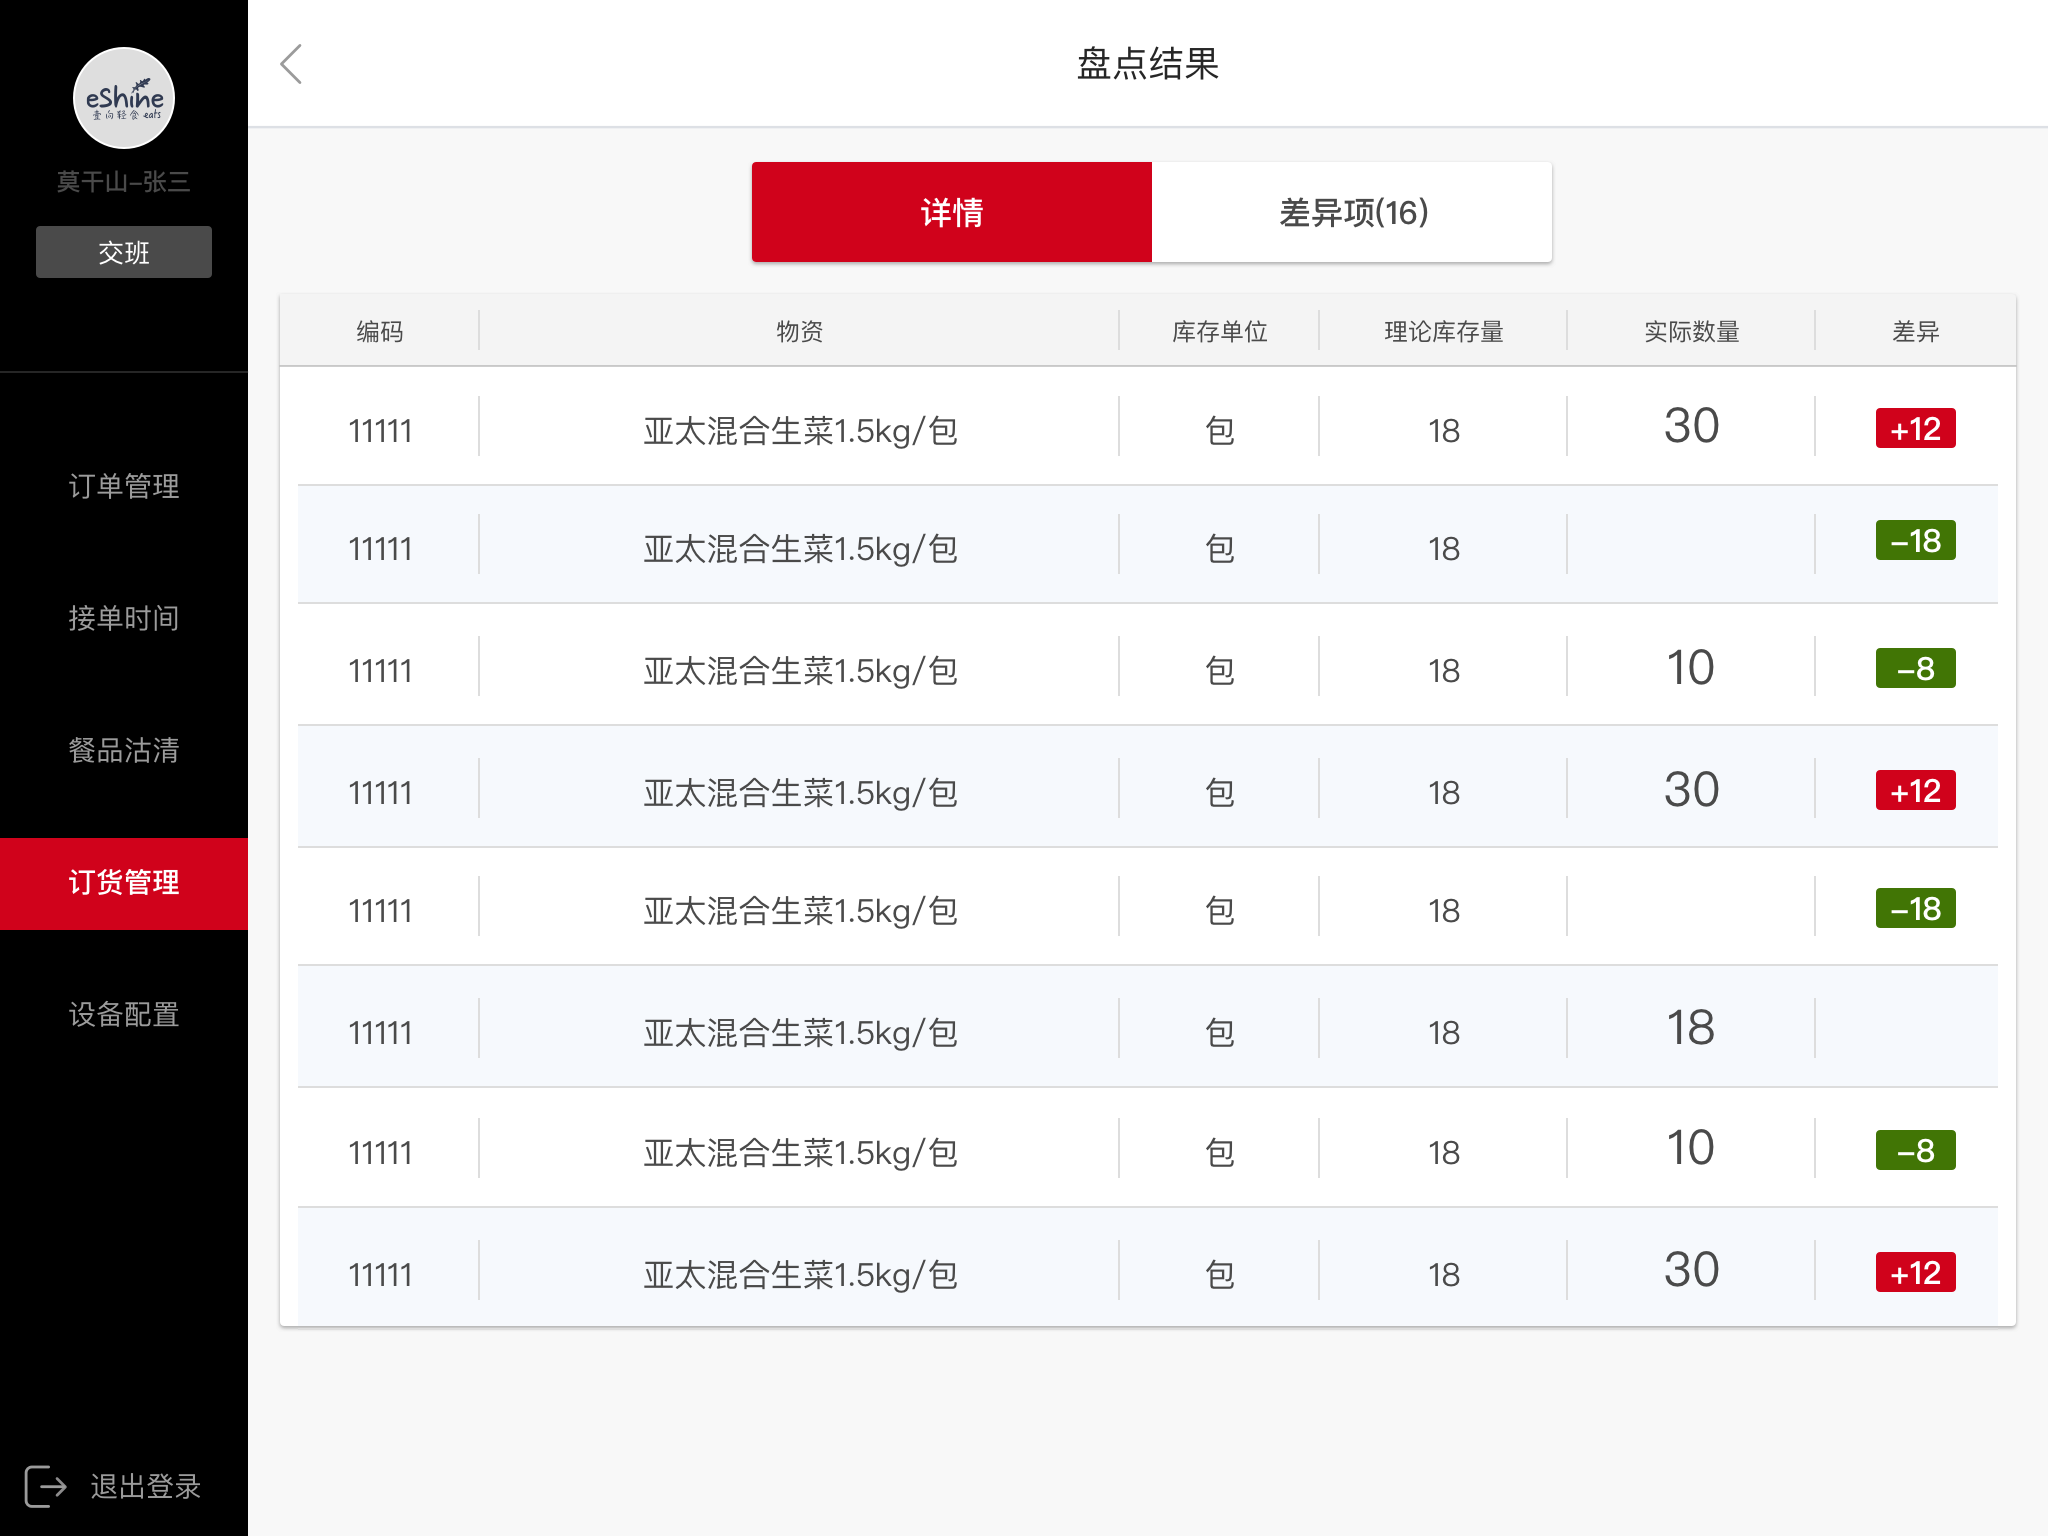 eShine
壹向轻食 eats
莫干山–张三
交班
订单管理
接单时间
餐品沽清
订货管理
设备配置
退出登录
盘点结果
详情 差异项(16)
编码 物资 库存单位 理论库存量 实际数量 差异
11111 亚太混合生菜1.5kg/包 包 18 30 +12
11111 亚太混合生菜1.5kg/包 包 18 –18
11111 亚太混合生菜1.5kg/包 包 18 10 –8
11111 亚太混合生菜1.5kg/包 包 18 30 +12
11111 亚太混合生菜1.5kg/包 包 18 –18
11111 亚太混合生菜1.5kg/包 包 18 18
11111 亚太混合生菜1.5kg/包 包 18 10 –8
11111 亚太混合生菜1.5kg/包 包 18 30 +12